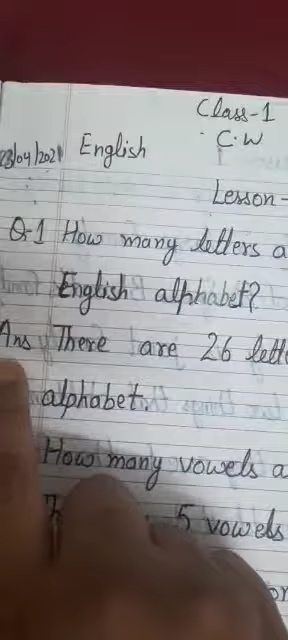 Class-1
C.W
23/04/2021 English
Lesson-
Q-1 How many letters
English alphabet?
Ans There are 26
alphabet.
How many vowels
5 vowels